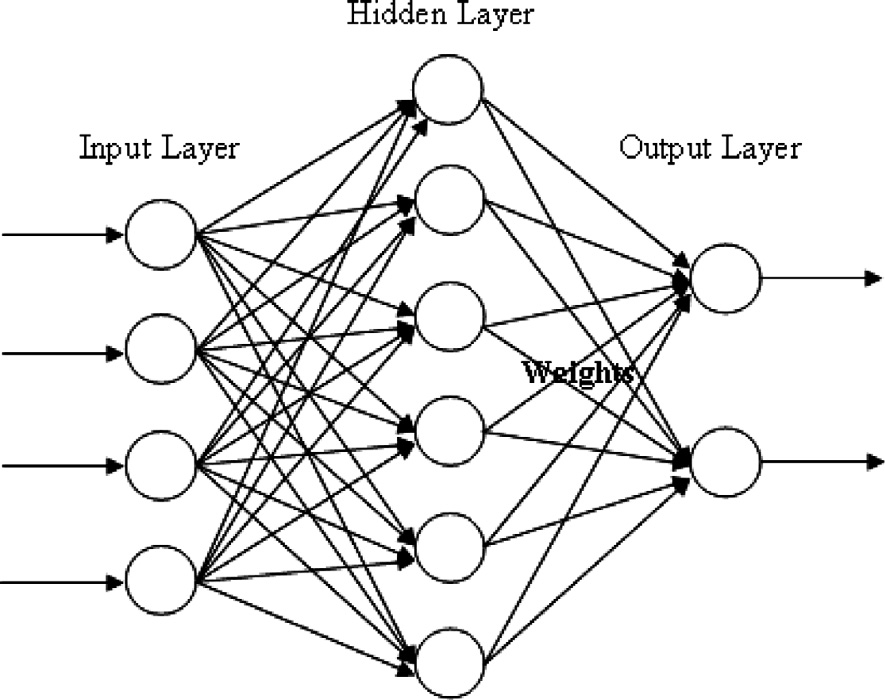 Hidden Layer
Input Layer
Output Layer
Weights